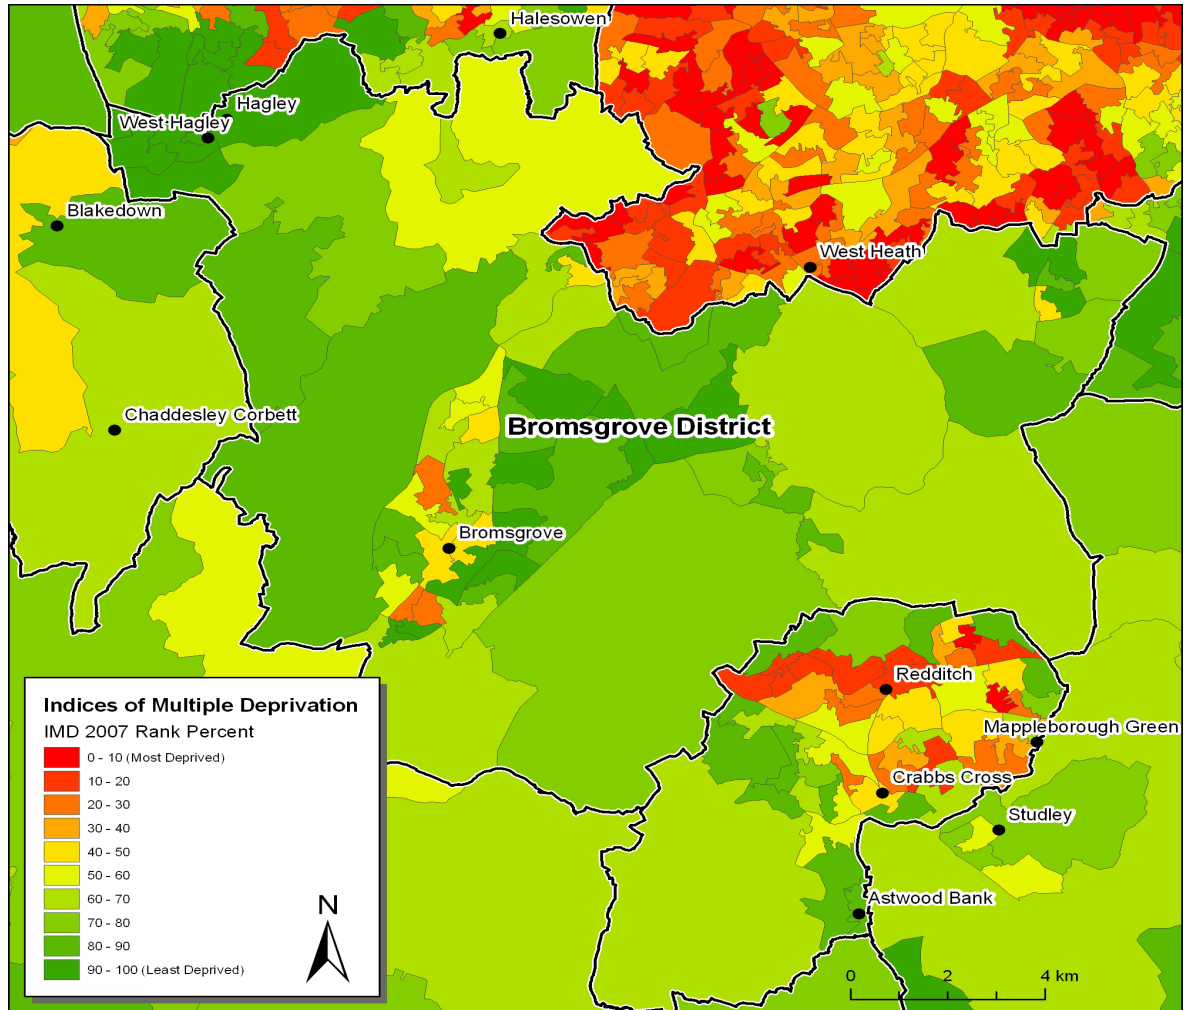 Halesowen
Hagley
West Hagley
Blakedown
West Heath
Chaddesley Corbett
Bromsgrove District
Bromsgrove
Redditch
Mappleborough Green
Crabbs Cross
Studley
Astwood Bank
Indices of Multiple Deprivation
IMD 2007 Rank Percent
0 - 10 (Most Deprived)
10 - 20
20 - 30
30 - 40
40 - 50
50 - 60
60 - 70
70 - 80
80 - 90
90 - 100 (Least Deprived)
N
0 2 4 km